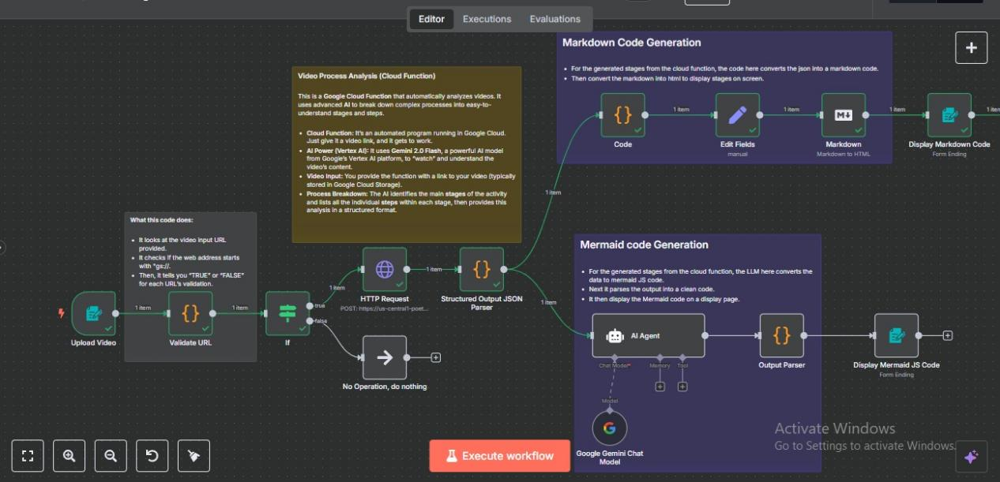 Editor
Executions
Evaluations
Markdown Code Generation
• For the generated stages from the cloud function, the code here converts the json into a markdown code.
• Then convert the markdown into html to display stages on screen.
Code
1 item
Edit Fields
manual
1 item
Markdown
Markdown to HTML
1 item
Display Markdown Code
Form Ending
Video Process Analysis (Cloud Function)
This is a Google Cloud Function that automatically analyzes videos. It
uses advanced AI to break down complex processes into easy-to-
understand stages and steps.
• Cloud Function: It's an automated program running in Google Cloud.
Just give it a video link, and it gets to work.
• AI Power (Vertex AI): It uses Gemini 2.0 Flash, a powerful AI model
from Google's Vertex AI platform, to "watch" and understand the
video's content.
• Video Input: You provide the function with a link to your video (typically
stored in Google Cloud Storage).
• Process Breakdown: The AI identifies the main stages of the activity
and lists all the individual steps within each stage, then provides this
analysis in a structured format.
What this code does:
• It looks at the video input URL
provided.
• It checks if the web address starts
with "gs://.
• Then, it tells you "TRUE" or "FALSE"
for each URL's validation.
Upload Video
1 item
Validate URL
1 item
If
true
false
1 item
HTTP Request
POST: https://us-central1-post...
1 item
Structured Output JSON
Parser
No Operation, do nothing
1 item
1 item
Mermaid code Generation
• For the generated stages from the cloud function, the LLM here converts the
data to mermaid JS code.
• Next it parses the output into a clean code.
• It then display the Mermaid code on a display page.
AI Agent
Chat Model*
Memory
Tool
Model
Google Gemini Chat
Model
Output Parser
Display Mermaid JS Code
Form Ending
Execute workflow
Activate Windows
Go to Settings to activate Windows.